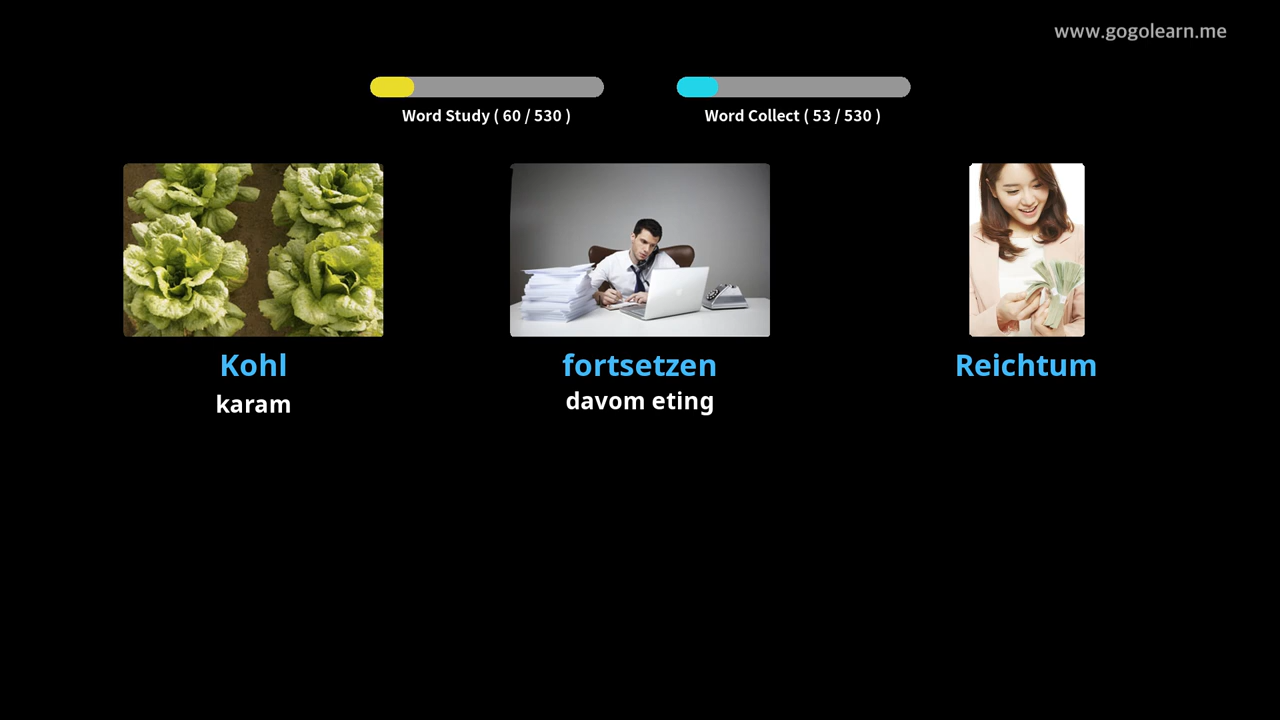 www.gogolearn.me
Word Study ( 60 / 530 )
Word Collect ( 53 / 530 )
Kohl
karam
fortsetzen
davom eting
Reichtum